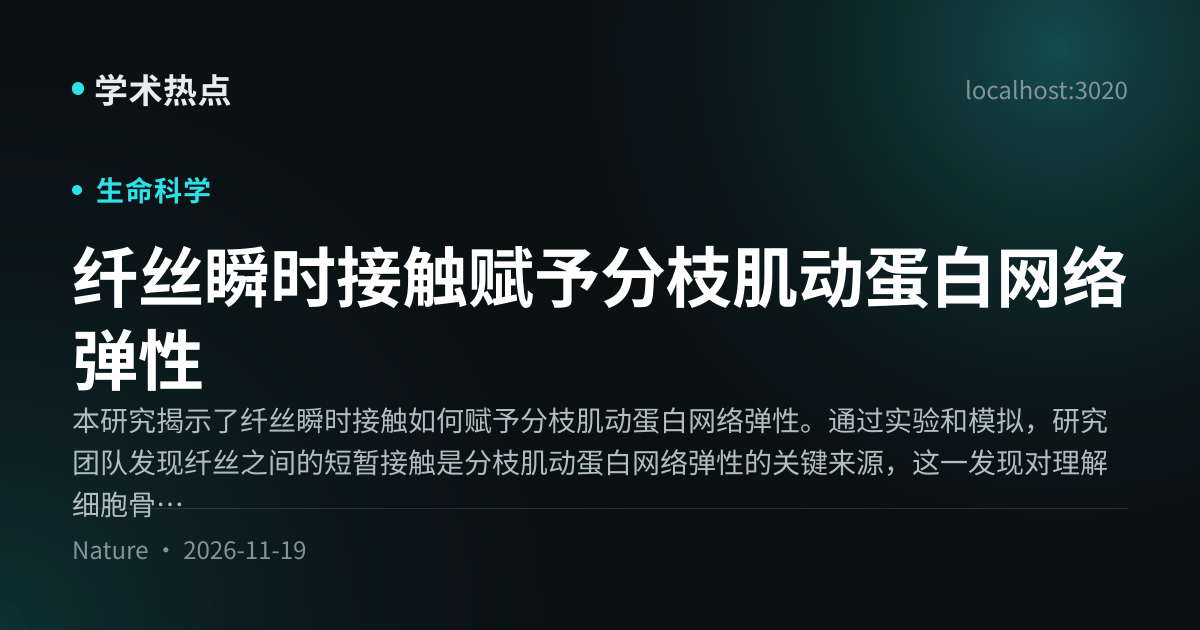 学术热点
localhost:3020
生命科学
纤丝瞬时接触赋予分枝肌动蛋白网络
弹性
本研究揭示了纤丝瞬时接触如何赋予分枝肌动蛋白网络弹性。通过实验和模拟，研究
团队发现纤丝之间的短暂接触是分枝肌动蛋白网络弹性的关键来源，这一发现对理解
细胞骨…
Nature • 2026-11-19